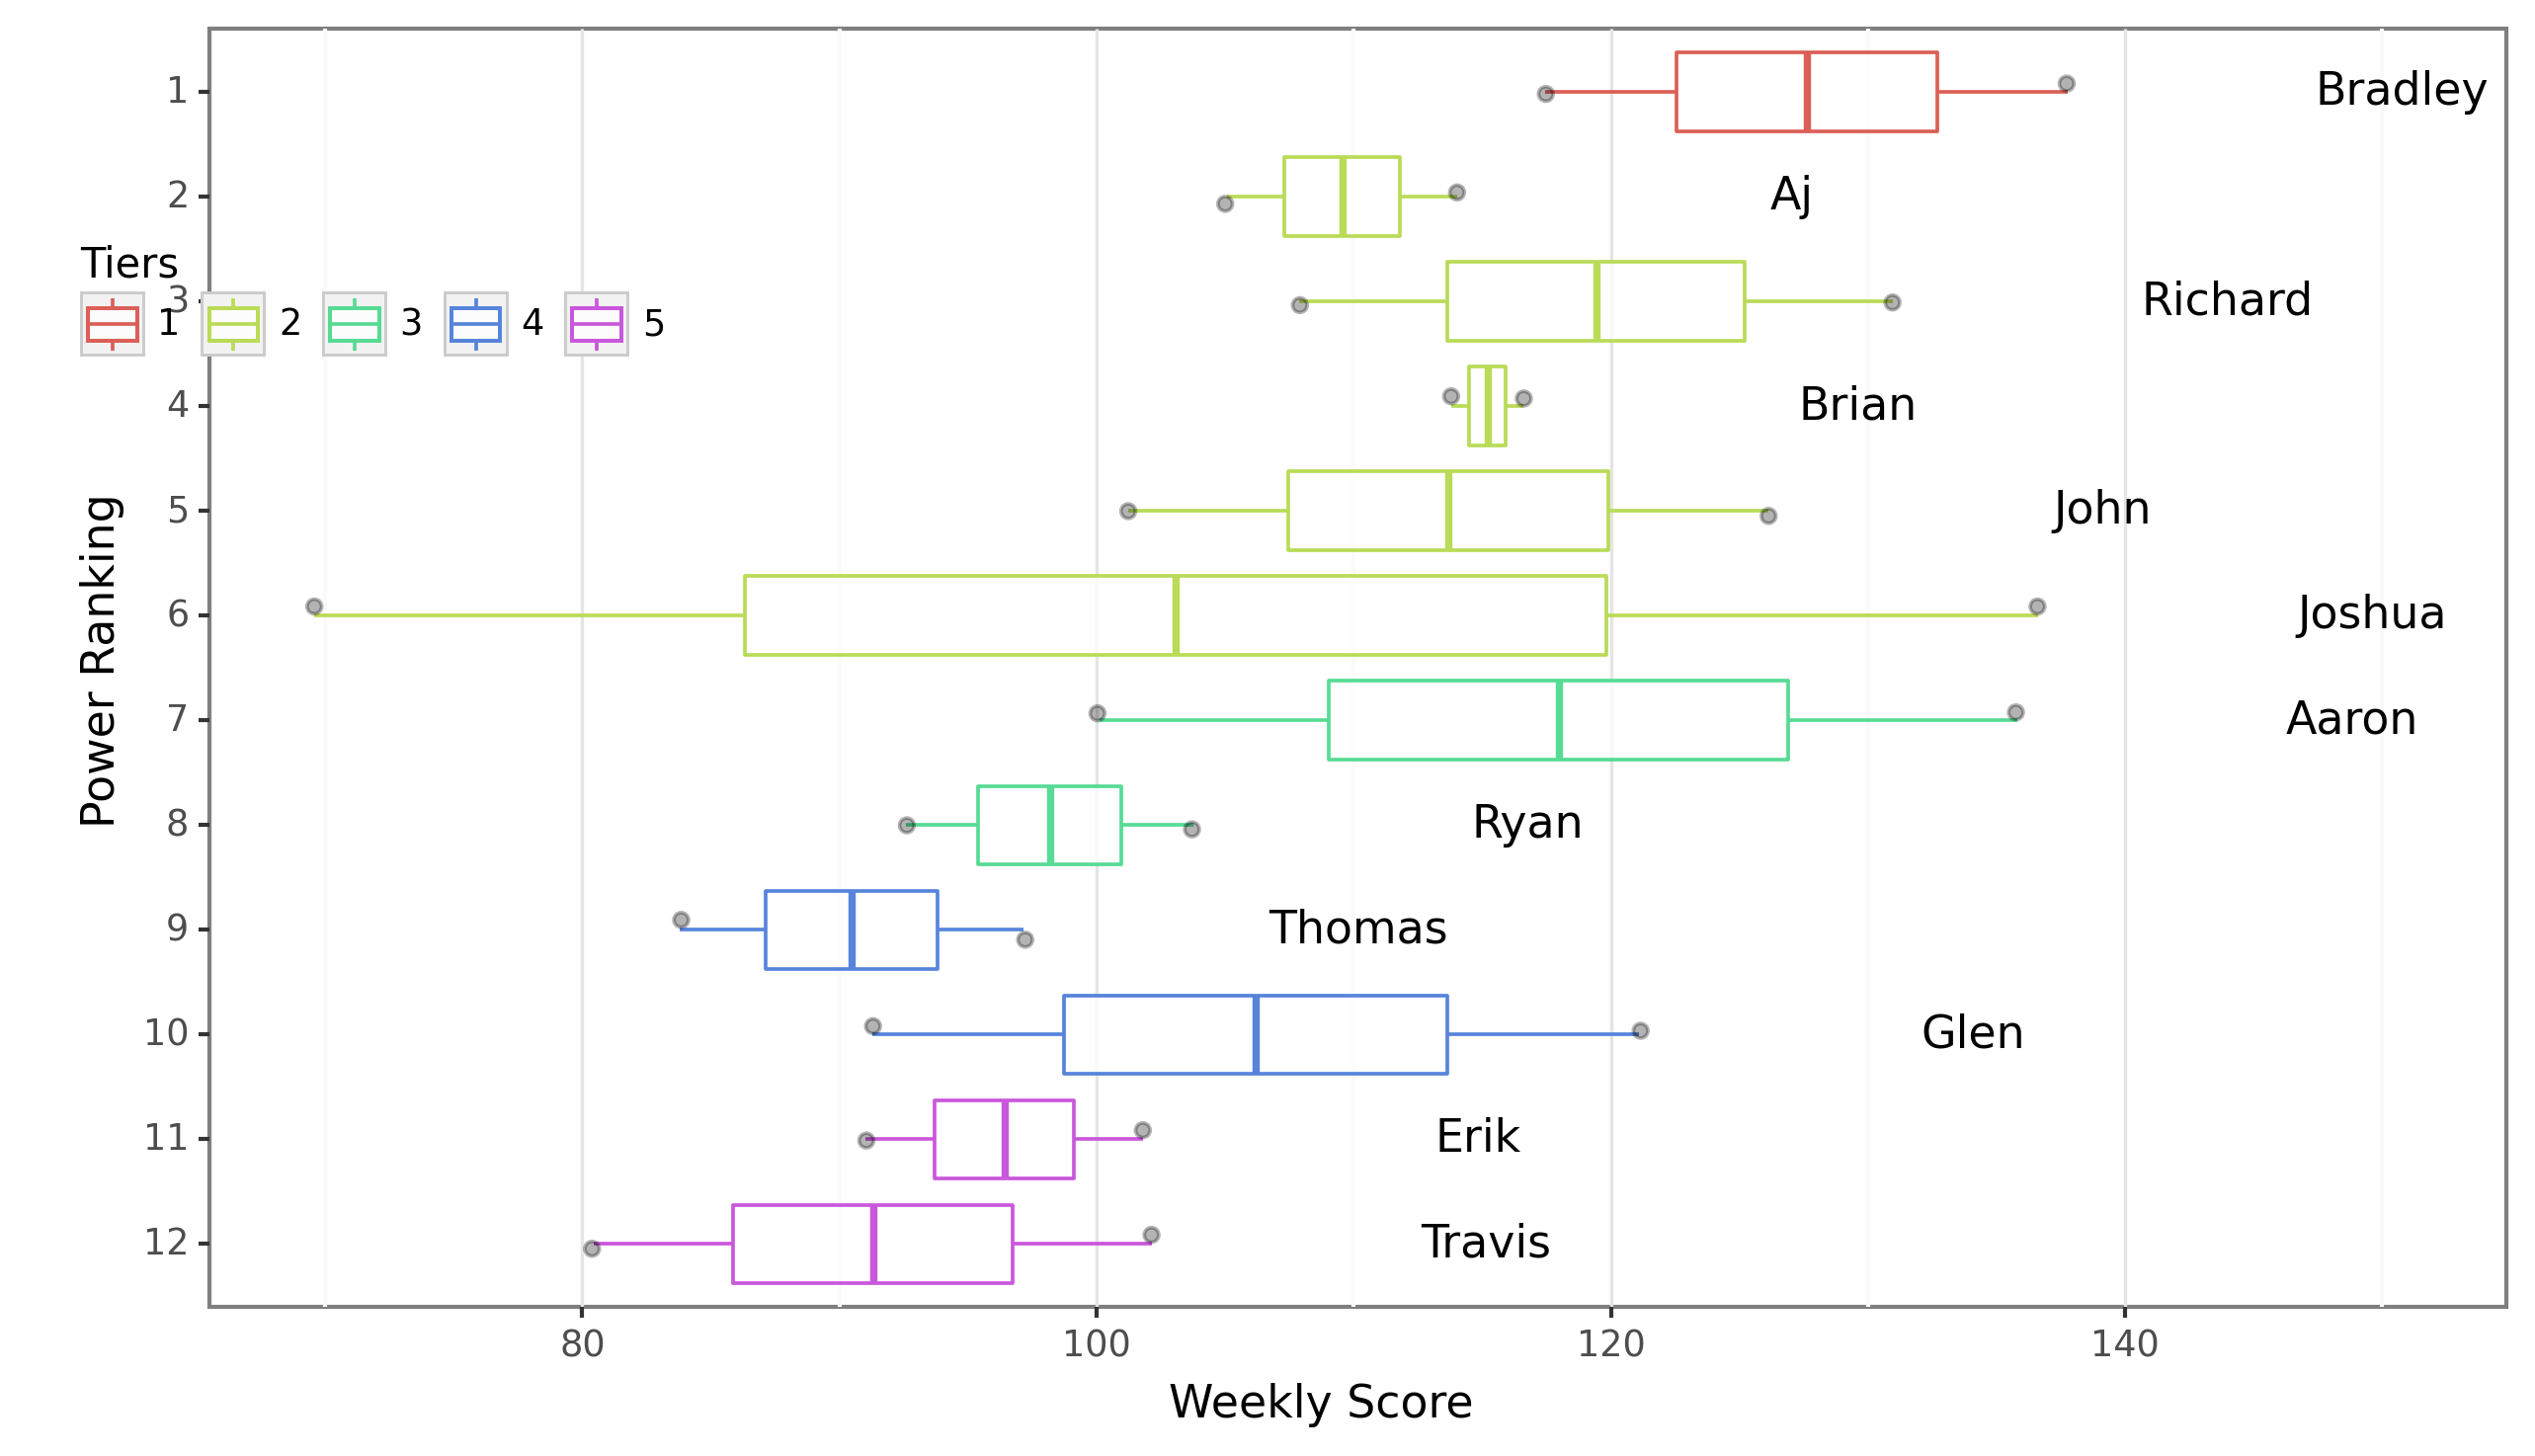 1
Bradley
2
Aj
Tiers
1 2 3 4 5
3
Richard
4
Brian
Power Ranking
5
John
6
Joshua
7
Aaron
8
Ryan
9
Thomas
10
Glen
11
Erik
12
Travis
80 100 120 140
Weekly Score